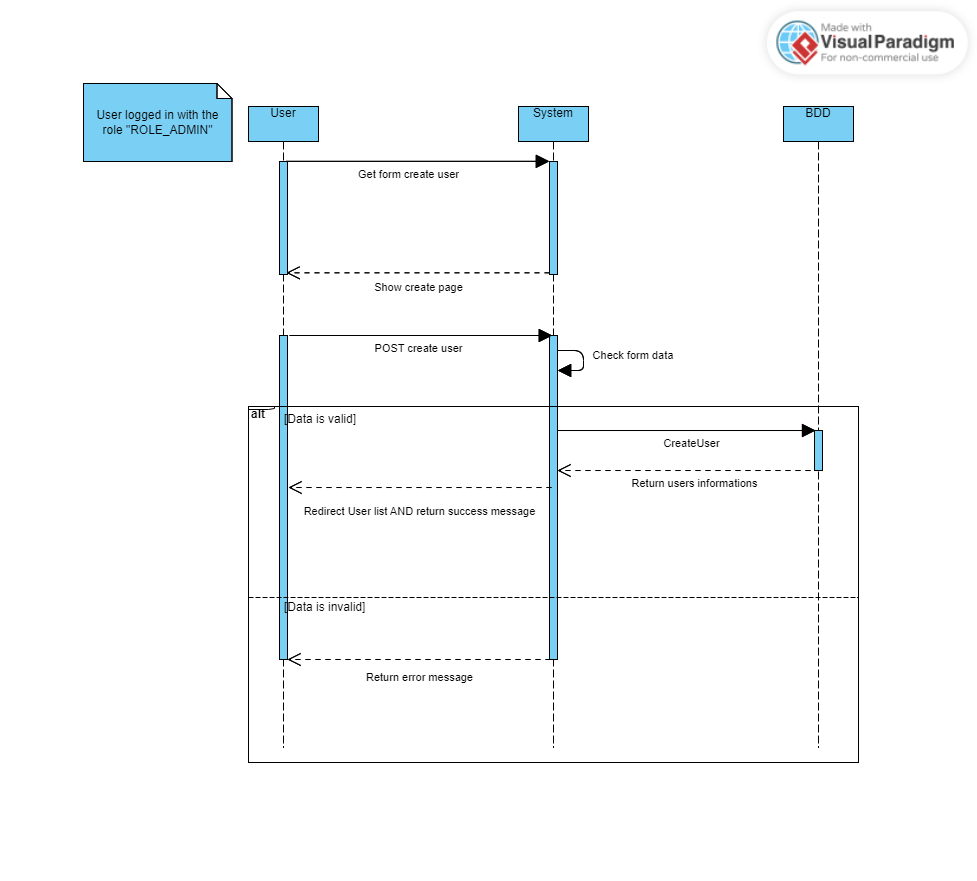 Made with
Visual Paradigm
For non-commercial use
User logged in with the
role "ROLE_ADMIN"
User
System
BDD
Get form create user
Show create page
POST create user
Check form data
alt
[Data is valid]
CreateUser
Return users informations
Redirect User list AND return success message
[Data is invalid]
Return error message